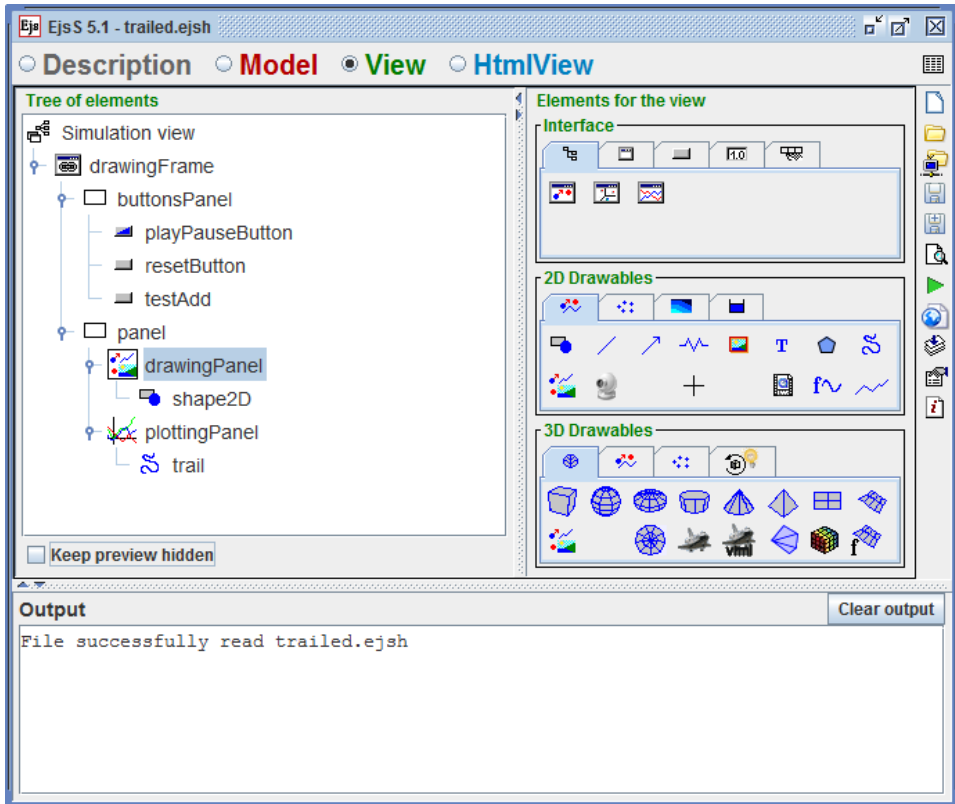 Ejs EjsS 5.1 - trailed.ejsh
Description Model View HtmlView
Tree of elements
Simulation view
drawingFrame
buttonsPanel
playPauseButton
resetButton
testAdd
panel
drawingPanel
shape2D
plottingPanel
trail
Keep preview hidden
Elements for the view
Interface
1.0
2D Drawables
T
f
3D Drawables
vrml
f
i
Output
Clear output
File successfully read trailed.ejsh